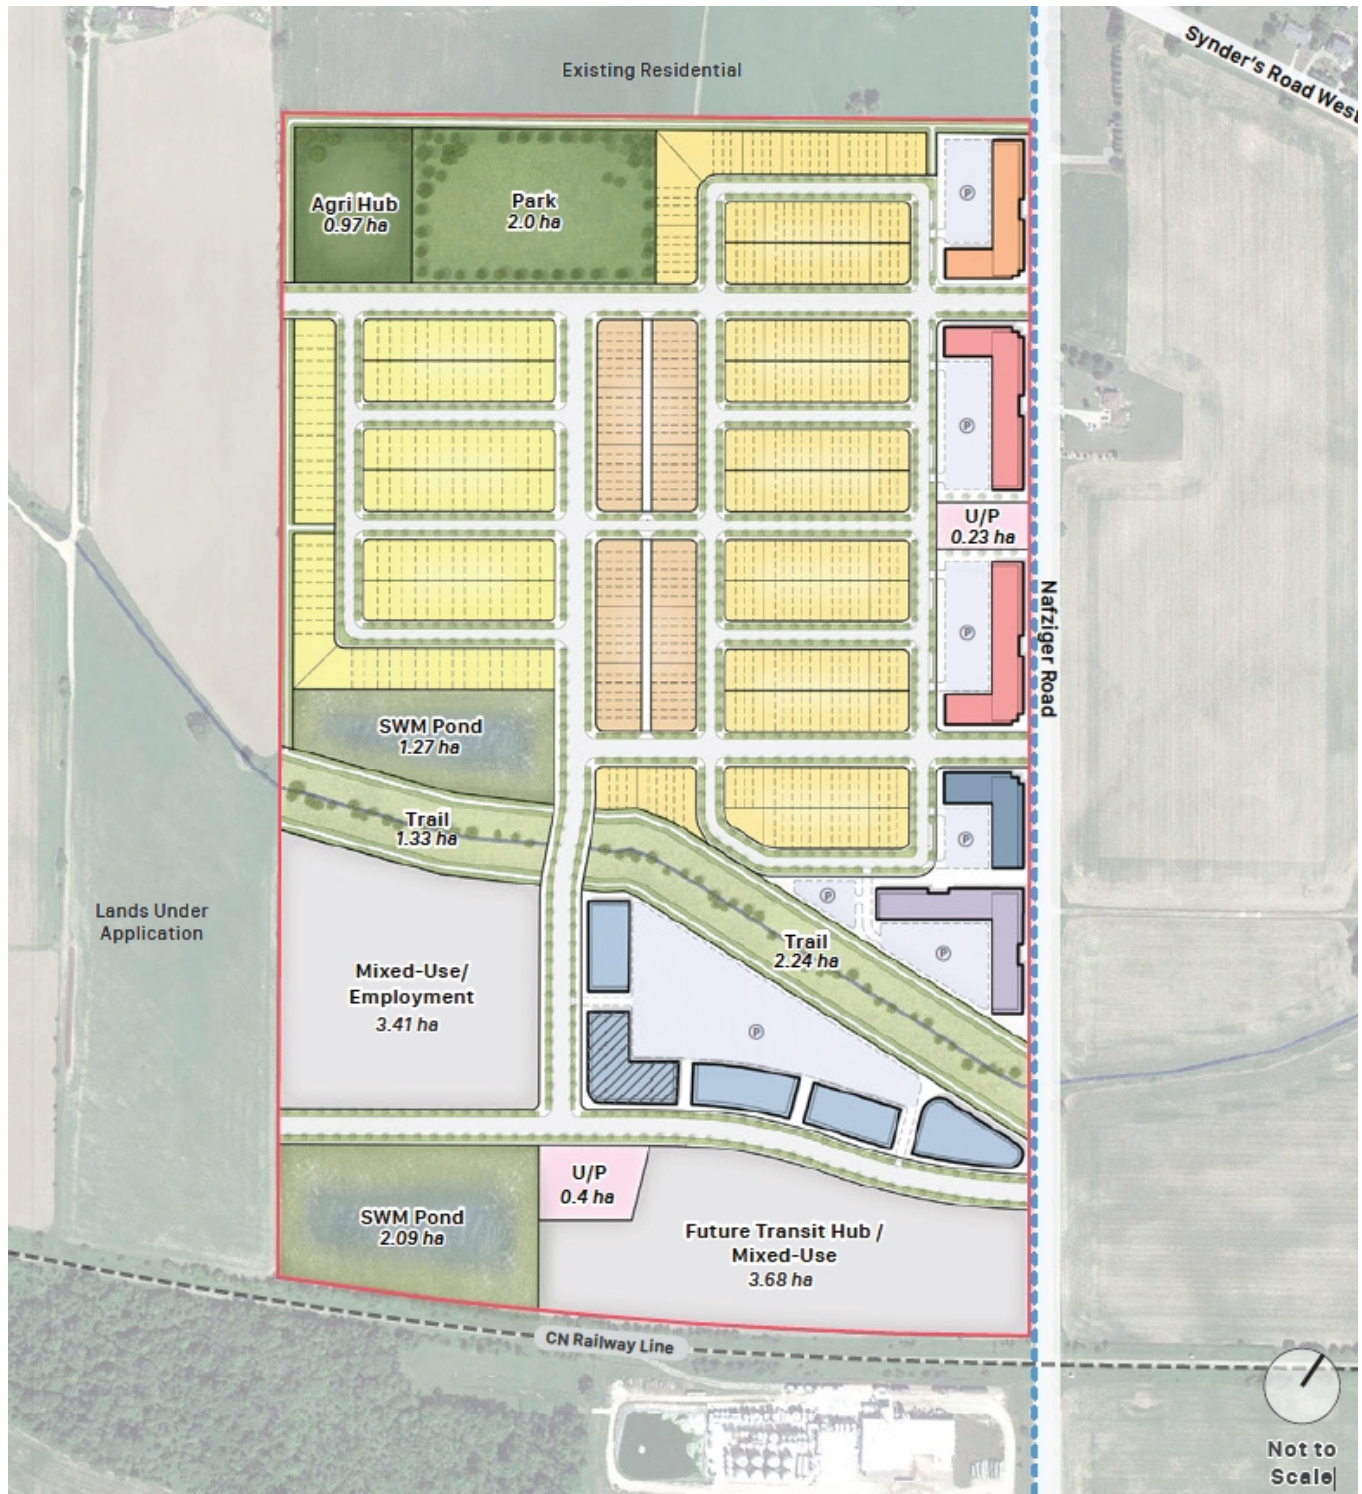 Synder's Road West
Existing Residential
Agri Hub
0.97 ha
Park
2.0 ha
P
P
U/P
0.23 ha
Nafziger Road
P
SWM Pond
1.27 ha
Trail
1.33 ha
P
P
Lands Under
Application
Trail
2.24 ha
P
Mixed-Use/
Employment
3.41 ha
P
U/P
0.4 ha
SWM Pond
2.09 ha
Future Transit Hub /
Mixed-Use
3.68 ha
CN Railway Line
Not to
Scale